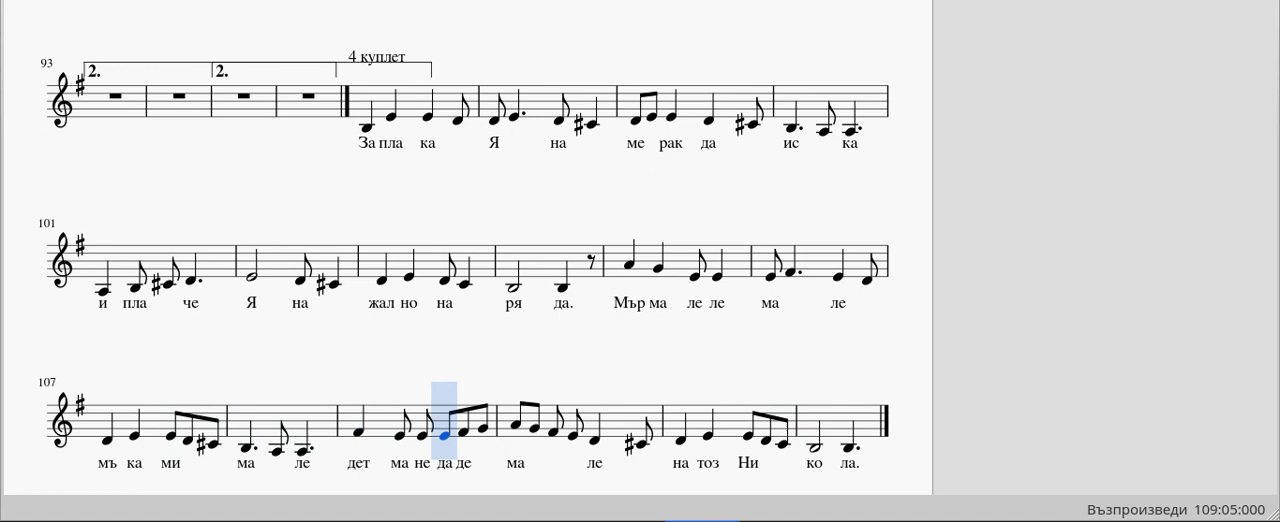 4 куплет
93 2. 2.
За пла ка Я на ме рак да ис ка
101
и пла че Я на жал но на ря да. Мър ма ле ле ма ле
107
мъ ка ми ма ле дет ма не да де ма ле на тоз Ни ко ла.
Възпроизведи 109:05:000